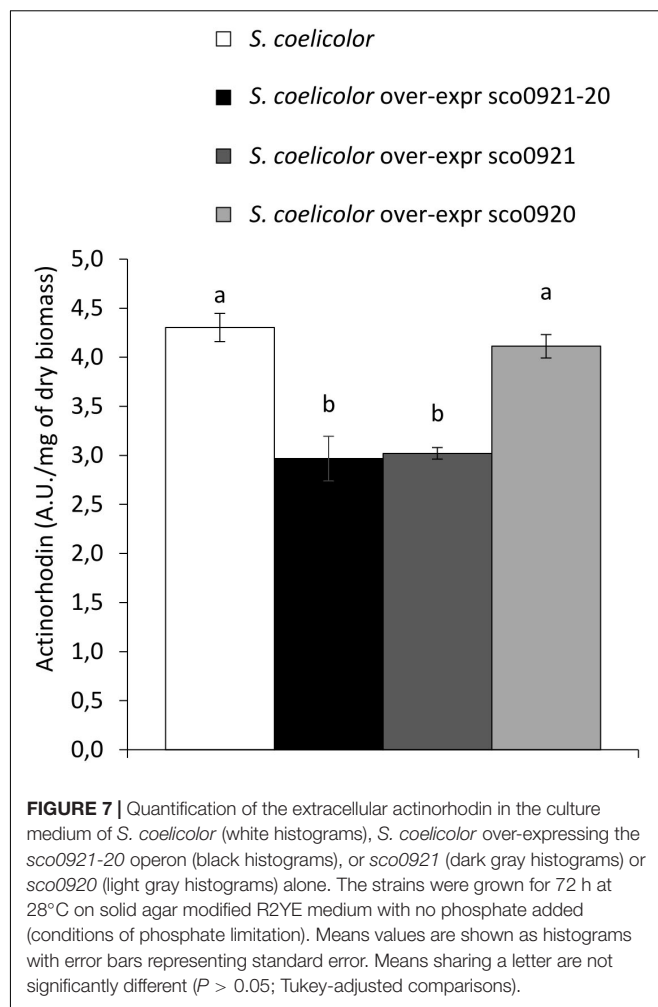 S. coelicolor
S. coelicolor over-expr sco0921-20
S. coelicolor over-expr sco0921
S. coelicolor over-expr sco0920
Actinorhodin (A.U./mg of dry biomass)
5,0
4,5
4,0
3,5
3,0
2,5
2,0
1,5
1,0
0,5
0,0
a
b
b
a
FIGURE 7 | Quantification of the extracellular actinorhodin in the culture
medium of S. coelicolor (white histograms), S. coelicolor over-expressing the
sco0921-20 operon (black histograms), or sco0921 (dark gray histograms) or
sco0920 (light gray histograms) alone. The strains were grown for 72 h at
28°C on solid agar modified R2YE medium with no phosphate added
(conditions of phosphate limitation). Means values are shown as histograms
with error bars representing standard error. Means sharing a letter are not
significantly different (P > 0.05; Tukey-adjusted comparisons).